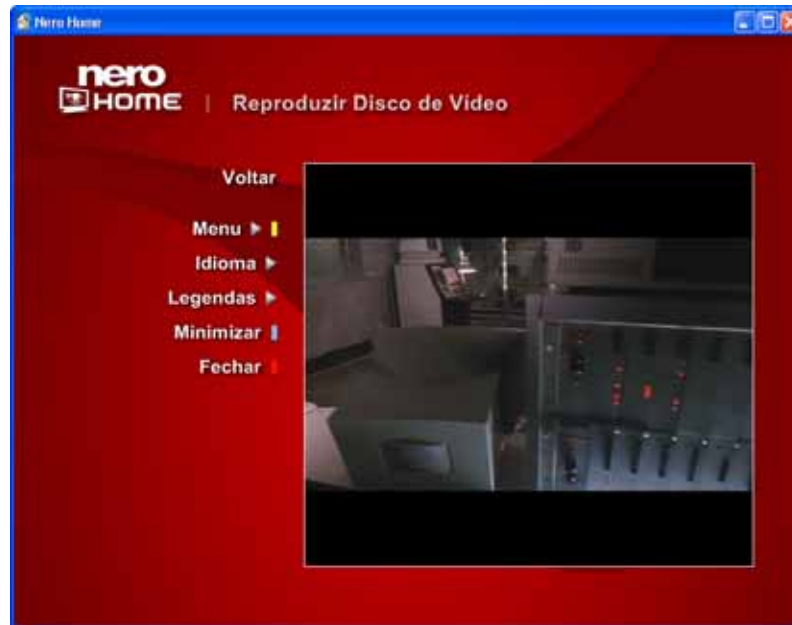 Nero Home
nero
HOME | Reproduzir Disco de Vídeo
Voltar
Menu
Idioma
Legendas
Minimizar
Fechar